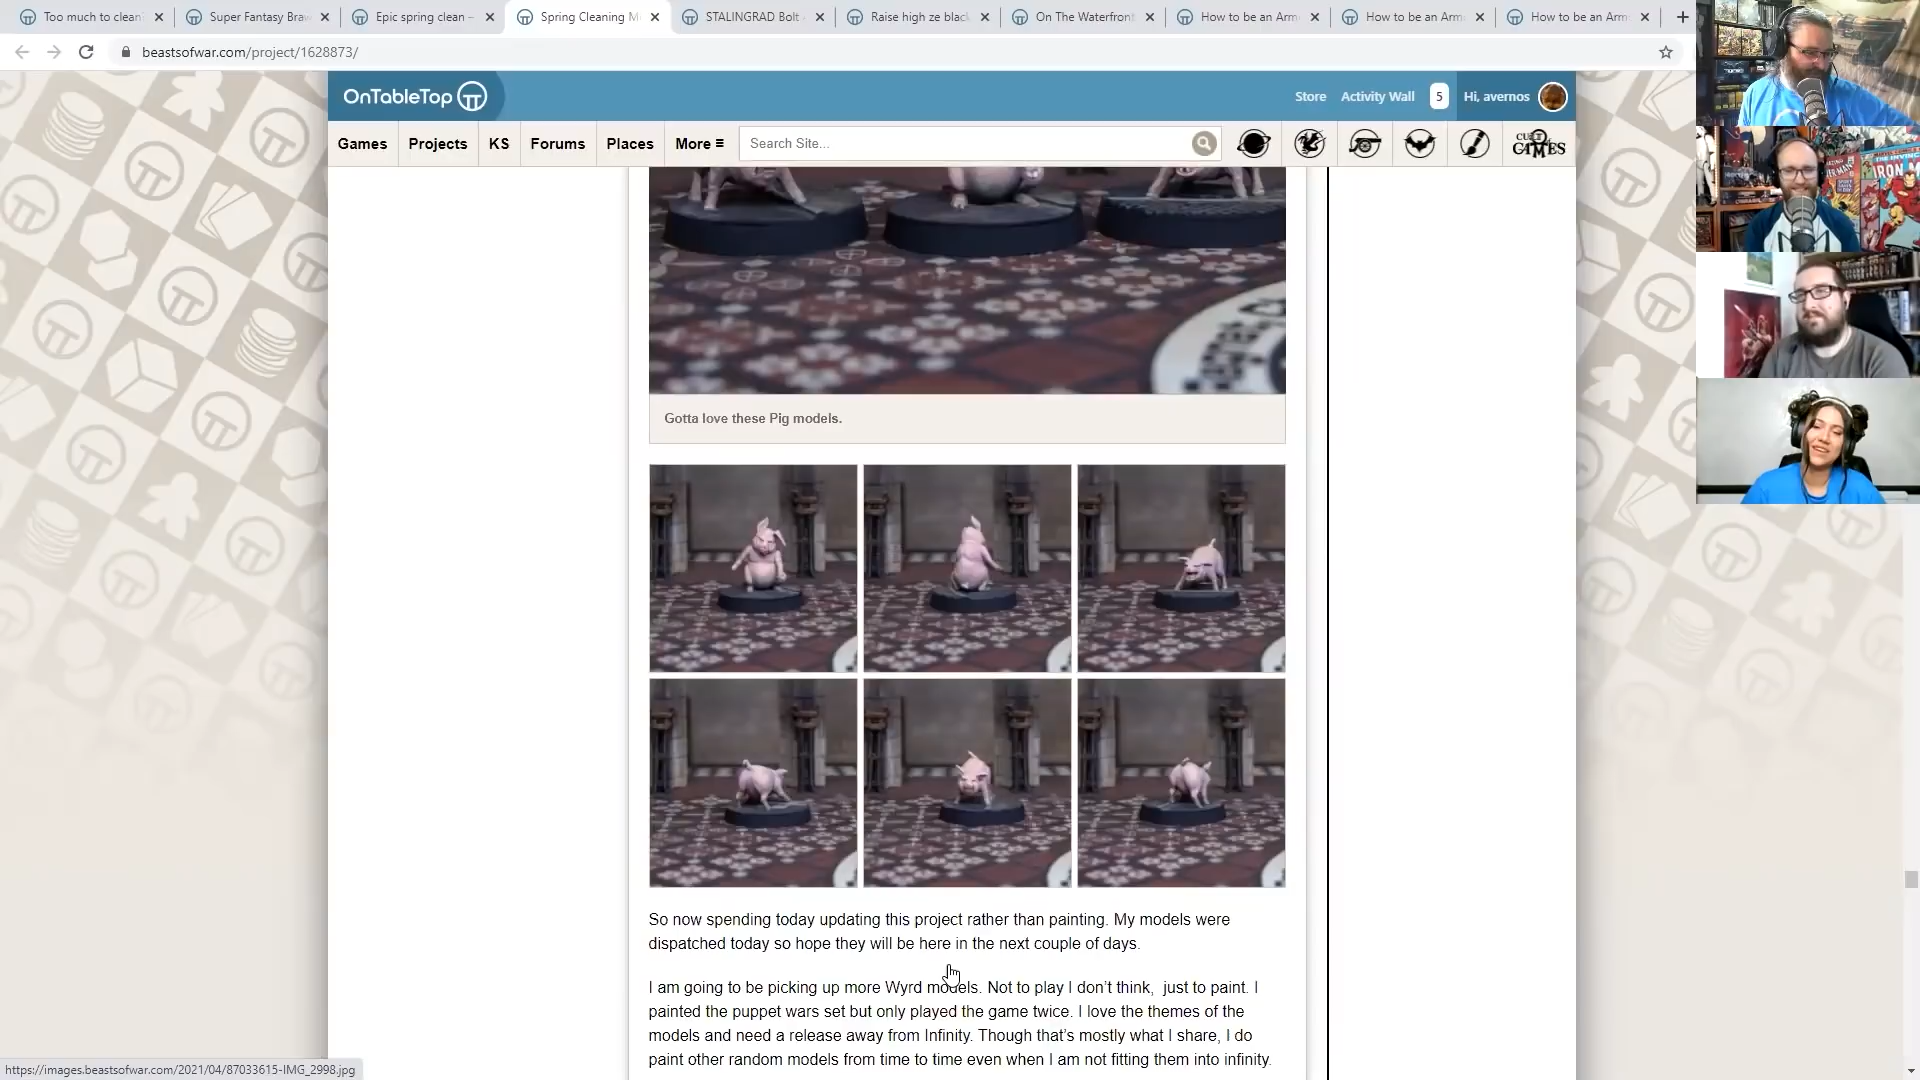 Too much to clean
Super Fantasy Braw
Epic spring clean –
Spring Cleaning M
STALINGRAD Bolt
Raise high ze black
On The Waterfront
How to be an Arm
How to be an Arm
How to be an Arm
beastsofwar.com/project/1628873/
OnTableTop
Store
Activity Wall
5
Hi, avernos
Games
Projects
KS
Forums
Places
More ≡
Search Site...
CULT OF GAMES
IRON M
Gotta love these Pig models.
So now spending today updating this project rather than painting. My models were
dispatched today so hope they will be here in the next couple of days.
I am going to be picking up more Wyrd models. Not to play I don't think, just to paint. I
painted the puppet wars set but only played the game twice. I love the themes of the
models and need a release away from Infinity. Though that's mostly what I share, I do
paint other random models from time to time even when I am not fitting them into infinity.
https://images.beastsofwar.com/2021/04/87033615-IMG_2998.jpg